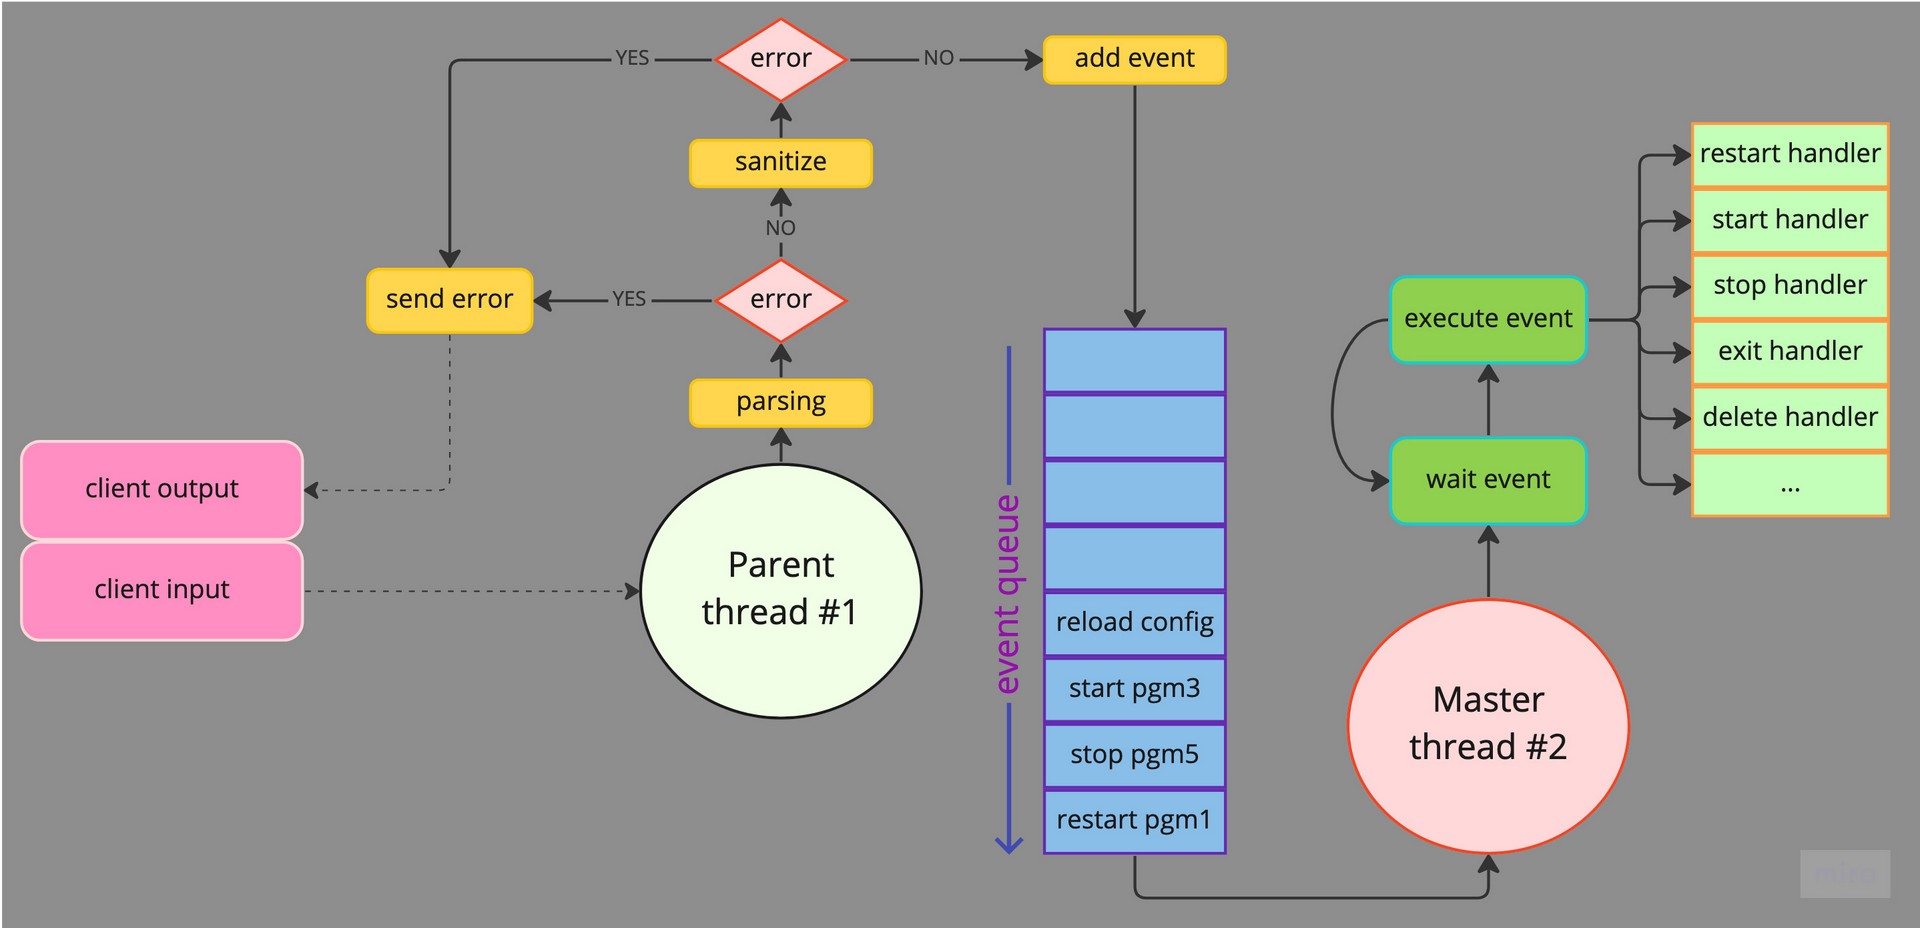 YES
error
NO
add event
sanitize
NO
send error
YES
error
parsing
client output
client input
Parent
thread #1
event queue
reload config
start pgm3
stop pgm5
restart pgm1
execute event
wait event
Master
thread #2
restart handler
start handler
stop handler
exit handler
delete handler
...